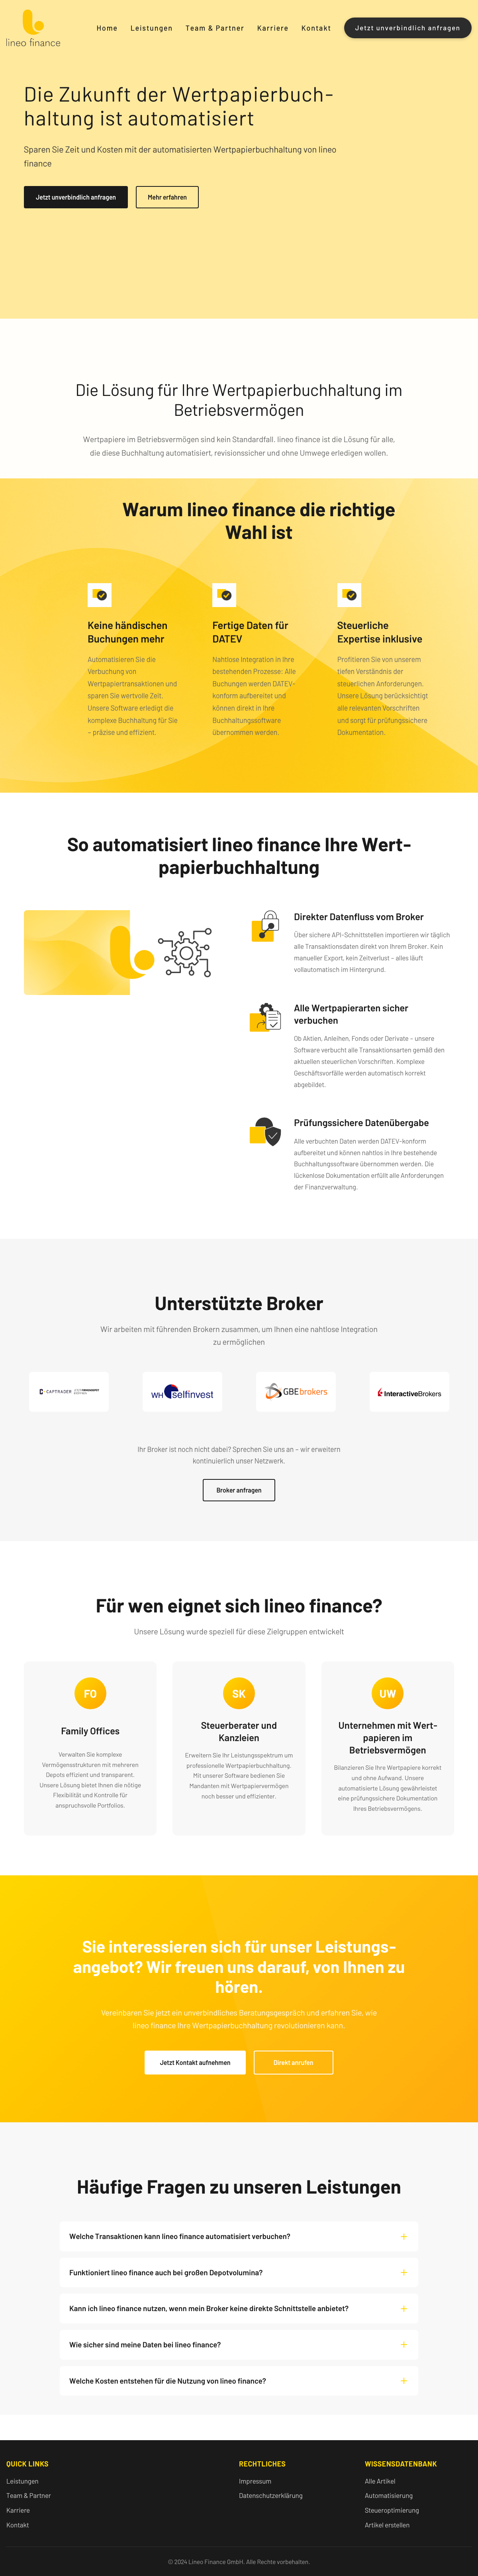 lineo finance
Home Leistungen Team & Partner Karriere Kontakt Jetzt unverbindlich anfragen
Die Zukunft der Wertpapierbuch-
haltung ist automatisiert
Sparen Sie Zeit und Kosten mit der automatisierten Wertpapierbuchhaltung von lineo
finance
Jetzt unverbindlich anfragen Mehr erfahren
Die Lösung für Ihre Wertpapierbuchhaltung im
Betriebsvermögen
Wertpapiere im Betriebsvermögen sind kein Standardfall. lineo finance ist die Lösung für alle,
die diese Buchhaltung automatisiert, revisionssicher und ohne Umwege erledigen wollen.
Warum lineo finance die richtige
Wahl ist
Keine händischen
Buchungen mehr
Automatisieren Sie die
Verbuchung von
Wertpapiertransaktionen und
sparen Sie wertvolle Zeit.
Unsere Software erledigt die
komplexe Buchhaltung für Sie
– präzise und effizient.
Fertige Daten für
DATEV
Nahtlose Integration in Ihre
bestehenden Prozesse: Alle
Buchungen werden DATEV-
konform aufbereitet und
können direkt in Ihre
Buchhaltungssoftware
übernommen werden.
Steuerliche
Expertise inklusive
Profitieren Sie von unserem
tiefen Verständnis der
steuerlichen Anforderungen.
Unsere Lösung berücksichtigt
alle relevanten Vorschriften
und sorgt für prüfungssichere
Dokumentation.
So automatisiert lineo finance Ihre Wert-
papierbuchhaltung
Direkter Datenfluss vom Broker
Über sichere API-Schnittstellen importieren wir täglich
alle Transaktionsdaten direkt von Ihrem Broker. Kein
manueller Export, kein Zeitverlust – alles läuft
vollautomatisch im Hintergrund.
Alle Wertpapierarten sicher
verbuchen
Ob Aktien, Anleihen, Fonds oder Derivate – unsere
Software verbucht alle Transaktionsarten gemäß den
aktuellen steuerlichen Vorschriften. Komplexe
Geschäftsvorfälle werden automatisch korrekt
abgebildet.
Prüfungssichere Datenübergabe
Alle verbuchten Daten werden DATEV-konform
aufbereitet und können nahtlos in Ihre bestehende
Buchhaltungssoftware übernommen werden. Die
lückenlose Dokumentation erfüllt alle Anforderungen
der Finanzverwaltung.
Unterstützte Broker
Wir arbeiten mit führenden Brokern zusammen, um Ihnen eine nahtlose Integration
zu ermöglichen
CAPTRADER
WH selfinvest
GBE brokers
InteractiveBrokers
Ihr Broker ist noch nicht dabei? Sprechen Sie uns an – wir erweitern
kontinuierlich unser Netzwerk.
Broker anfragen
Für wen eignet sich lineo finance?
Unsere Lösung wurde speziell für diese Zielgruppen entwickelt
FO
Family Offices
Verwalten Sie komplexe
Vermögensstrukturen mit mehreren
Depots effizient und transparent.
Unsere Lösung bietet Ihnen die nötige
Flexibilität und Kontrolle für
anspruchsvolle Portfolios.
SK
Steuerberater und
Kanzleien
Erweitern Sie Ihr Leistungsspektrum um
professionelle Wertpapierbuchhaltung.
Mit unserer Software bedienen Sie
Mandanten mit Wertpapiervermögen
noch besser und effizienter.
UW
Unternehmen mit Wert-
papieren im
Betriebsvermögen
Bilanzieren Sie Ihre Wertpapiere korrekt
und ohne Aufwand. Unsere
automatisierte Lösung gewährleistet
eine prüfungssichere Dokumentation
Ihres Betriebsvermögens.
Sie interessieren sich für unser Leistungs-
angebot? Wir freuen uns darauf, von Ihnen zu
hören.
Vereinbaren Sie jetzt ein unverbindliches Beratungsgespräch und erfahren Sie, wie
lineo finance Ihre Wertpapierbuchhaltung revolutionieren kann.
Jetzt Kontakt aufnehmen Direkt anrufen
Häufige Fragen zu unseren Leistungen
Welche Transaktionen kann lineo finance automatisiert verbuchen? +
Funktioniert lineo finance auch bei großen Depotvolumina? +
Kann ich lineo finance nutzen, wenn mein Broker keine direkte Schnittstelle anbietet? +
Wie sicher sind meine Daten bei lineo finance? +
Welche Kosten entstehen für die Nutzung von lineo finance? +
QUICK LINKS
Leistungen
Team & Partner
Karriere
Kontakt
RECHTLICHES
Impressum
Datenschutzerklärung
WISSENSDATENBANK
Alle Artikel
Automatisierung
Steueroptimierung
Artikel erstellen
© 2024 Lineo Finance GmbH. Alle Rechte vorbehalten.